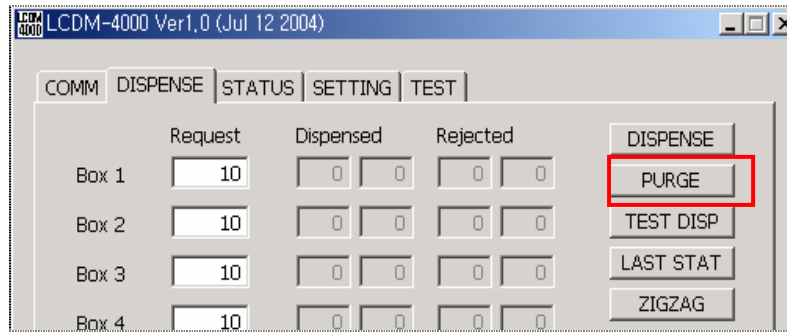 LCDM-4000 LCDM-4000 Ver1,0 (Jul 12 2004)
COMM DISPENSE STATUS SETTING TEST
Request Dispensed Rejected DISPENSE
Box 1 10 0 0 0 0 PURGE
Box 2 10 0 0 0 0 TEST DISP
Box 3 10 0 0 0 0 LAST STAT
Box 4 10 0 0 0 0 ZIGZAG